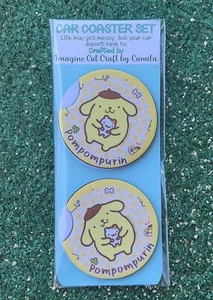 CAR COASTER SET
Life may get messy, but your car
doesn't have to.
Crafted by
Imagine Cut Craft by Camila
Pompompurin
Pompompurin